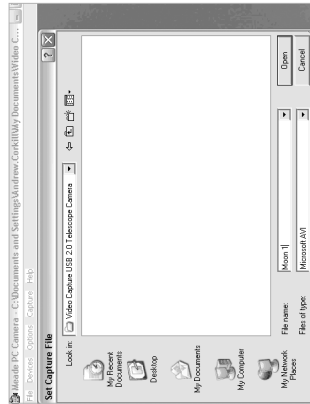 Meade PC Camera - C:\Documents and Settings\Andrew.Corkill\My Documents\Video C...
File Devices Options Capture Help
Set Capture File
Look in: Video Capture USB 2.0 Telescope Camera
My Recent
Documents
Desktop
My Documents
My Computer
My Network
Places
File name: Moon 1 Open
Files of type: Microsoft AVI Cancel